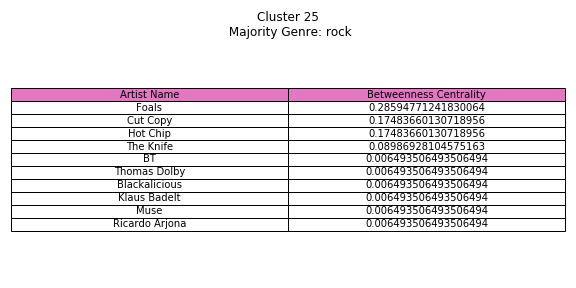 Cluster 25
Majority Genre: rock
Artist Name Betweenness Centrality
Foals 0.28594771241830064
Cut Copy 0.17483660130718956
Hot Chip 0.17483660130718956
The Knife 0.08986928104575163
BT 0.006493506493506494
Thomas Dolby 0.006493506493506494
Blackalicious 0.006493506493506494
Klaus Badelt 0.006493506493506494
Muse 0.006493506493506494
Ricardo Arjona 0.006493506493506494